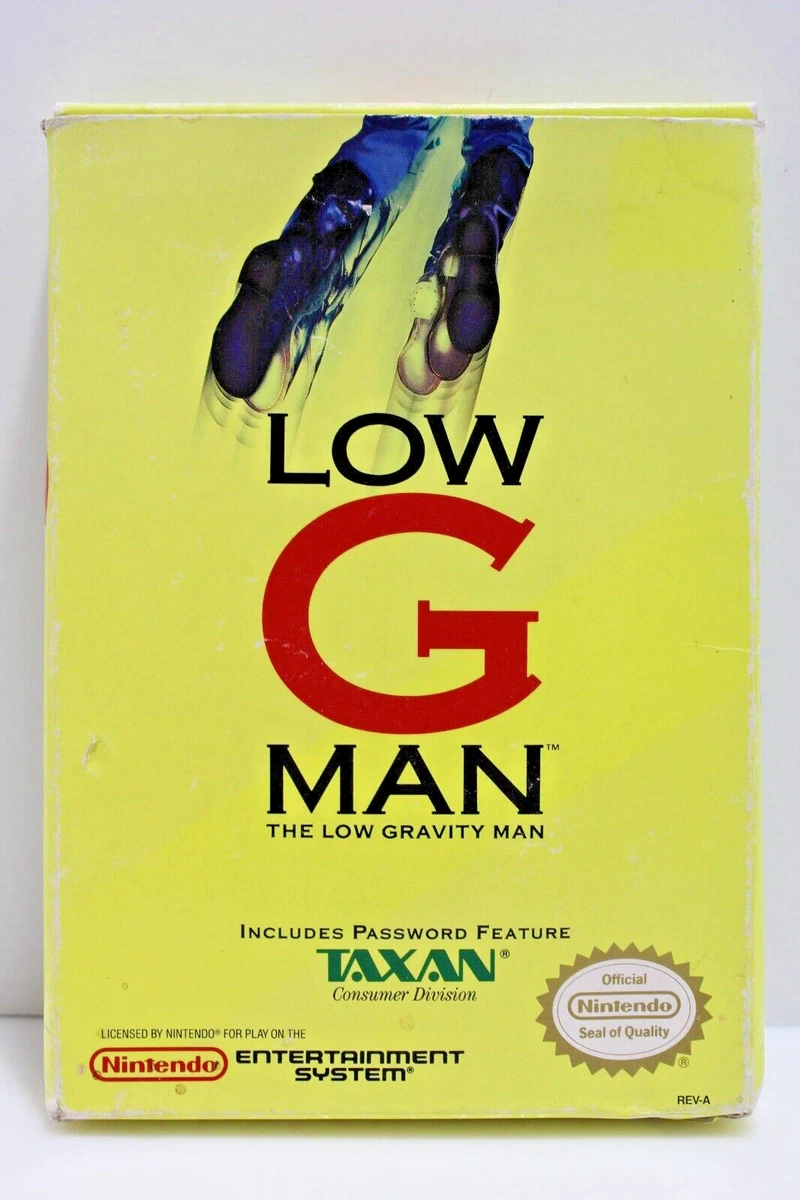 LOW
G
MAN™
THE LOW GRAVITY MAN
INCLUDES PASSWORD FEATURE
TAXAN®
Consumer Division
Official
Nintendo
Seal of Quality
®
LICENSED BY NINTENDO® FOR PLAY ON THE
Nintendo ENTERTAINMENT
SYSTEM®
REV-A